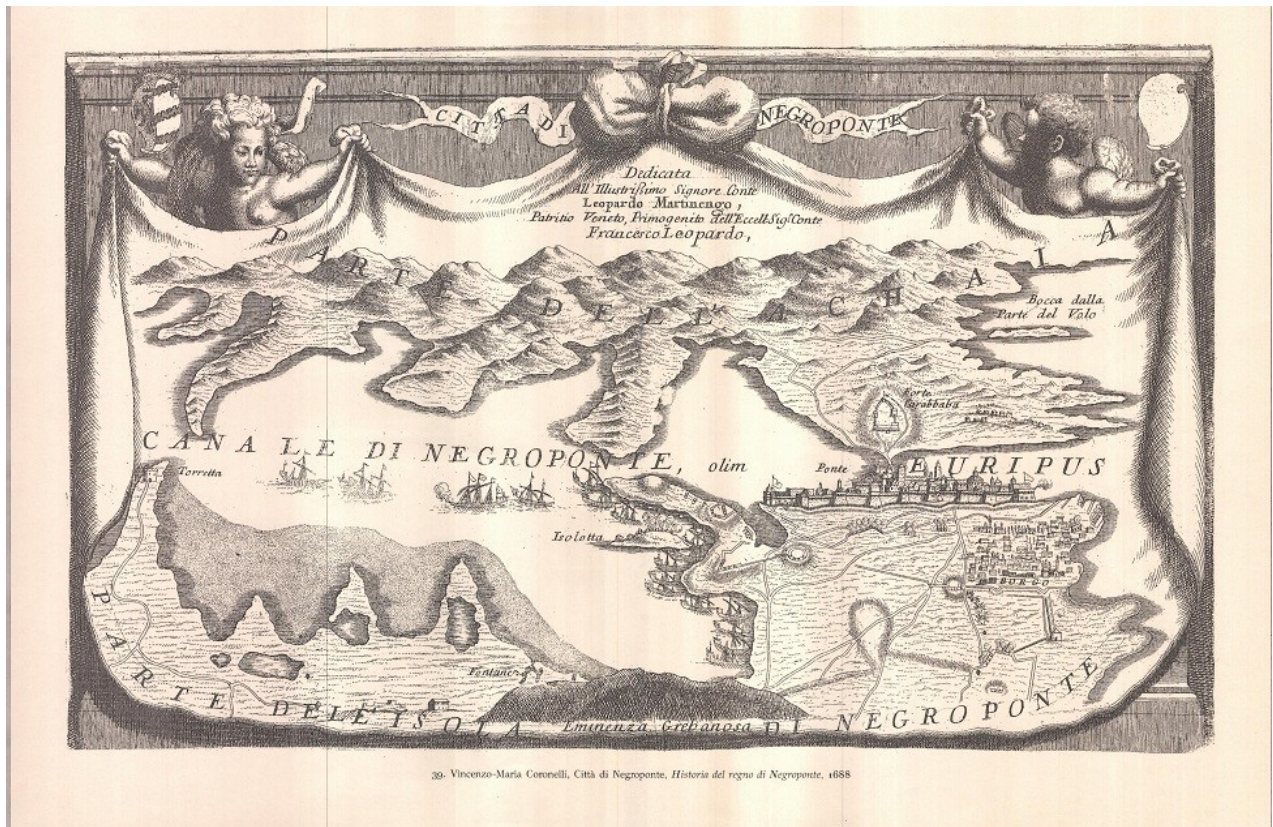 CITTA DI NEGROPONTE
Dedicata
All' Illustrissimo Signore Conte
Leopardo Martinengo,
Patritio Veneto, Primogenito dell'Eccell. Sig. Conte
Francesco Leopardo,
PARTE DELL' ACHAIA
Bocca dalla
Parte del Volo
Forte
Carabbaba
CANALE DI NEGROPONTE, olim EURIPUS
Ponte
Torretta
Isolotta
BORGO
Fontane
PARTE DELL' ISOLA DI NEGROPONTE
Eminenza Grebanosa
39. Vincenzo-Maria Coronelli, Città di Negroponte, Historia del regno di Negroponte, 1688